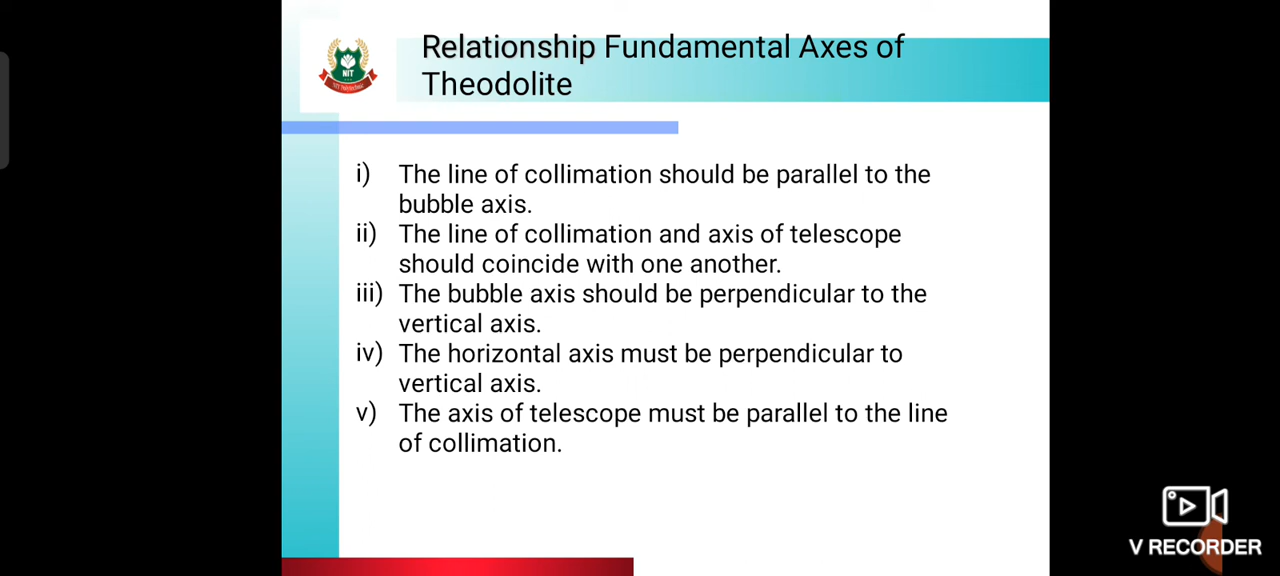 Relationship Fundamental Axes of
Theodolite
NIT
i) The line of collimation should be parallel to the
bubble axis.
ii) The line of collimation and axis of telescope
should coincide with one another.
iii) The bubble axis should be perpendicular to the
vertical axis.
iv) The horizontal axis must be perpendicular to
vertical axis.
v) The axis of telescope must be parallel to the line
of collimation.
V RECORDER